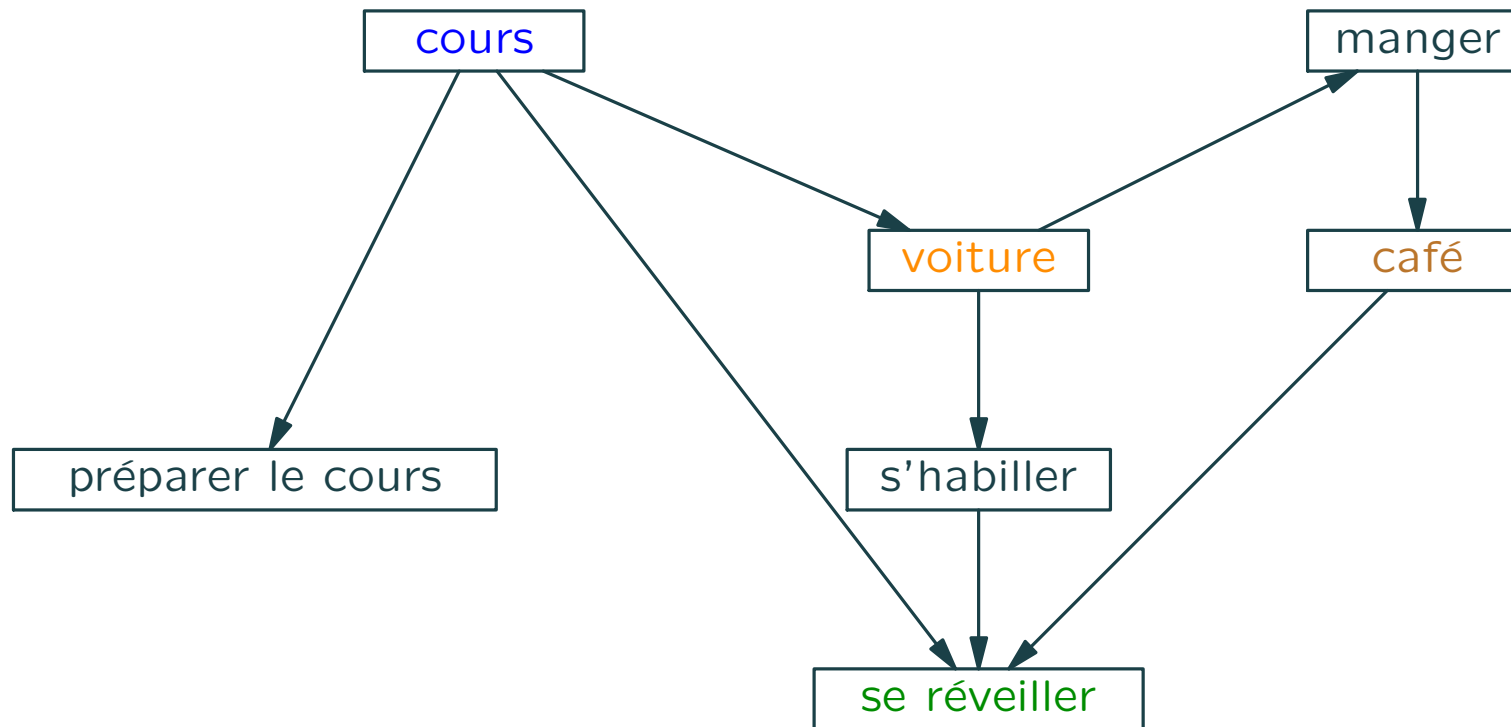 cours
manger
voiture
café
préparer le cours
s'habiller
se réveiller